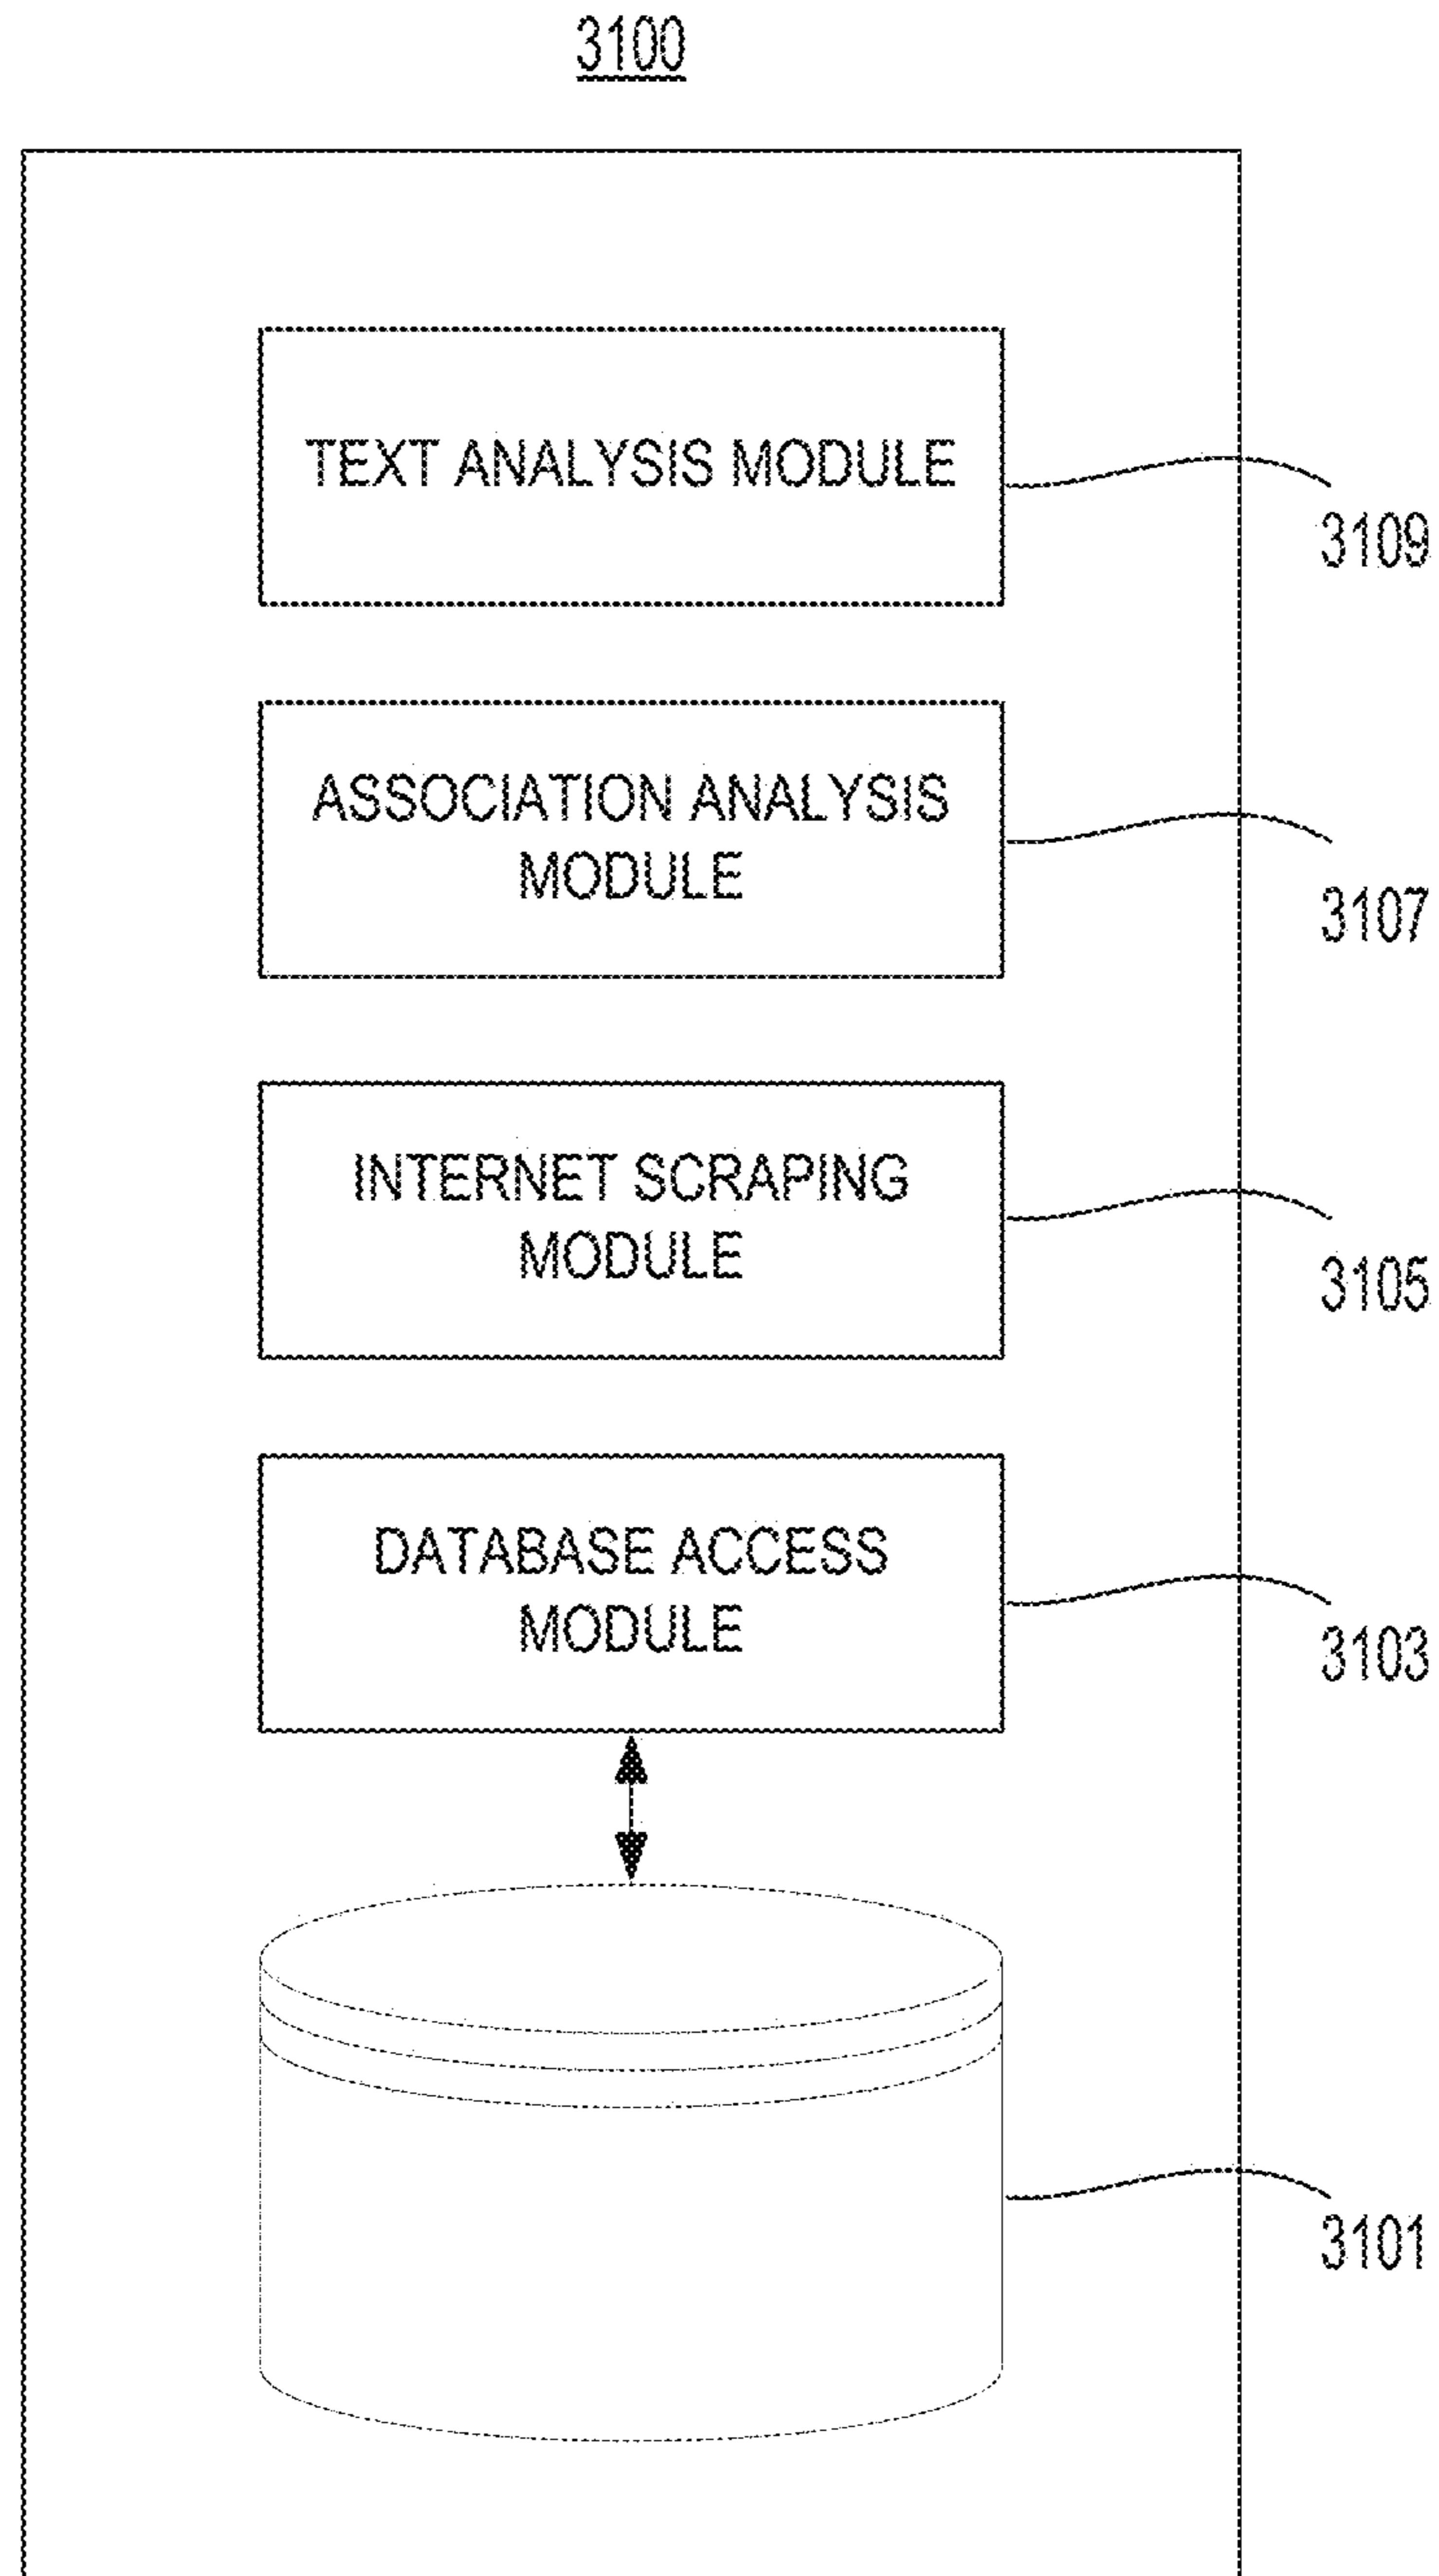 3100
TEXT ANALYSIS MODULE
3109
ASSOCIATION ANALYSIS
MODULE
3107
INTERNET SCRAPING
MODULE
3105
DATABASE ACCESS
MODULE
3103
3101